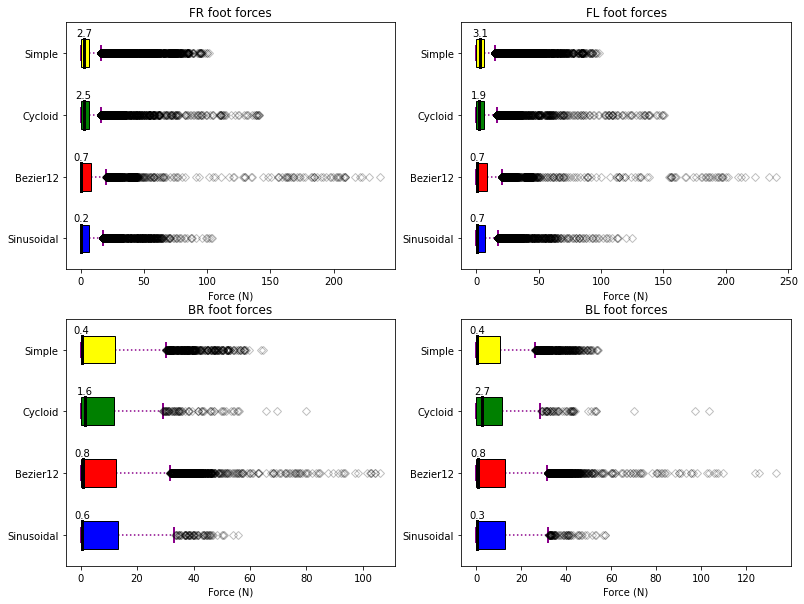 FR foot forces
2.7
Simple
2.5
Cycloid
0.7
Bezier12
0.2
Sinusoidal
0 50 100 150 200
Force (N)
FL foot forces
3.1
Simple
1.9
Cycloid
0.7
Bezier12
0.7
Sinusoidal
0 50 100 150 200 250
Force (N)
BR foot forces
0.4
Simple
1.6
Cycloid
0.8
Bezier12
0.6
Sinusoidal
0 20 40 60 80 100
Force (N)
BL foot forces
0.4
Simple
2.7
Cycloid
0.8
Bezier12
0.3
Sinusoidal
0 20 40 60 80 100 120
Force (N)